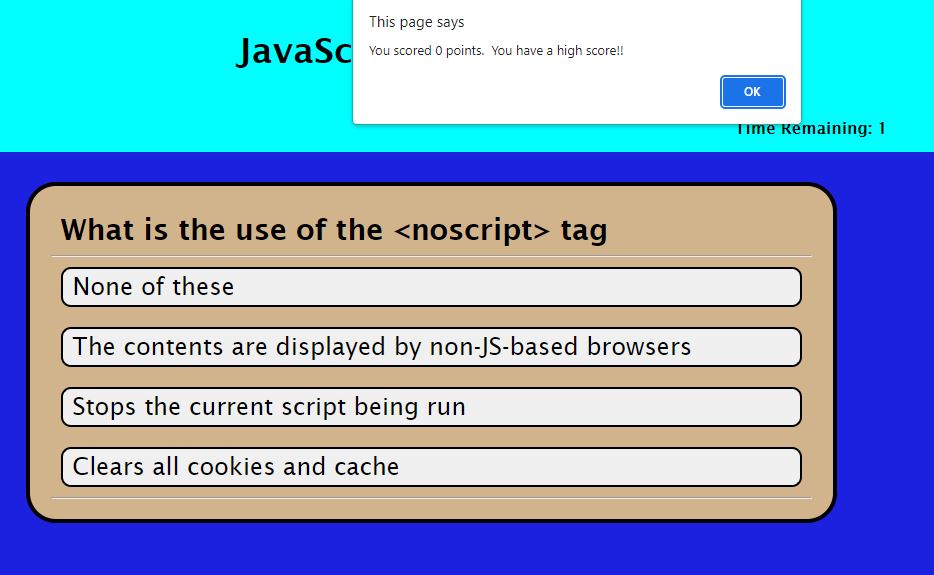 This page says
You scored 0 points.  You have a high score!!
OK
JavaSc
Time Remaining: 1
What is the use of the <noscript> tag
None of these
The contents are displayed by non-JS-based browsers
Stops the current script being run
Clears all cookies and cache